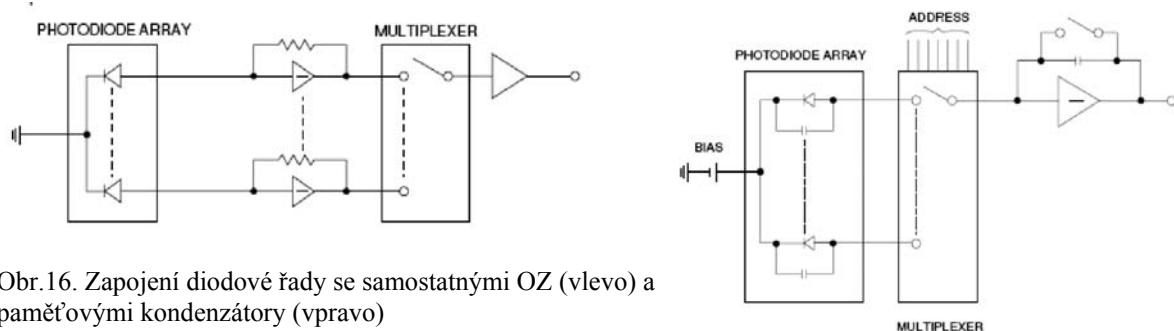 PHOTODIODE ARRAY
MULTIPLEXER
ADDRESS
PHOTODIODE ARRAY
BIAS
MULTIPLEXER
Obr.16. Zapojení diodové řady se samostatnými OZ (vlevo) a
paměťovými kondenzátory (vpravo)